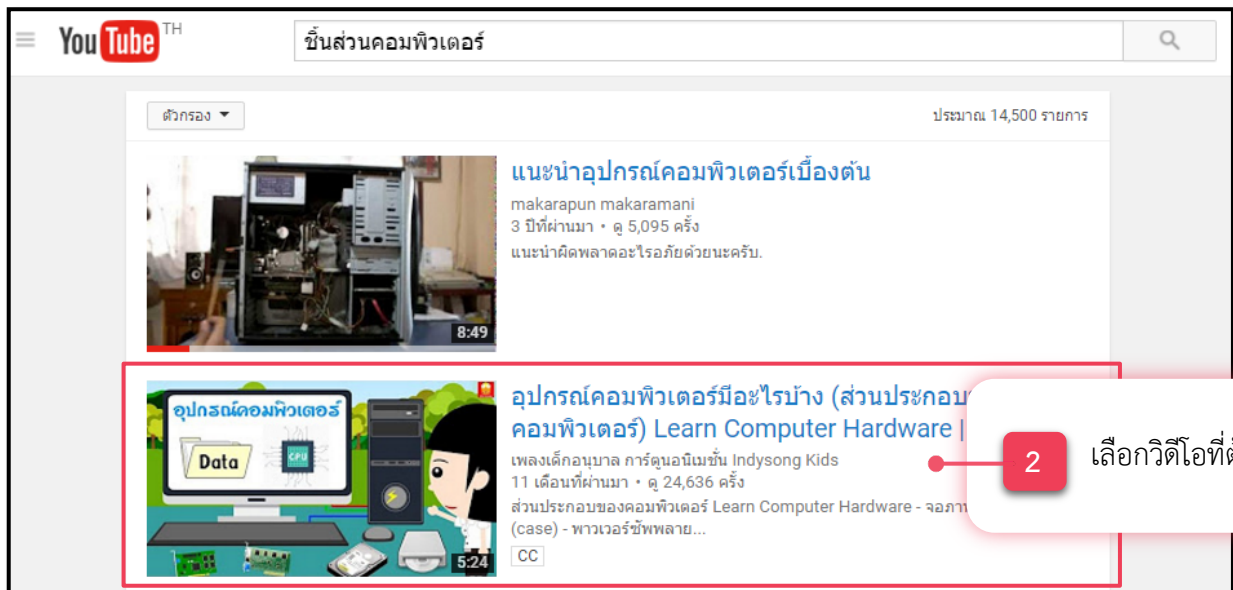 YouTube TH
ชิ้นส่วนคอมพิวเตอร์
ตัวกรอง
ประมาณ 14,500 รายการ
แนะนำอุปกรณ์คอมพิวเตอร์เบื้องต้น
makarapun makaramani
3 ปีที่ผ่านมา • ดู 5,095 ครั้ง
แนะนำผิดพลาดอะไรอภัยด้วยนะครับ.
8:49
อุปกรณ์คอมพิวเตอร์
Data
CPU
5:24
อุปกรณ์คอมพิวเตอร์มีอะไรบ้าง (ส่วนประกอบ
คอมพิวเตอร์) Learn Computer Hardware |
เพลงเด็กอนุบาล การ์ตูนอนิเมชั่น Indysong Kids
11 เดือนที่ผ่านมา • ดู 24,636 ครั้ง
ส่วนประกอบของคอมพิวเตอร์ Learn Computer Hardware - จอภา
(case) - พาวเวอร์ซัพพลาย...
CC
2
เลือกวิดีโอที่